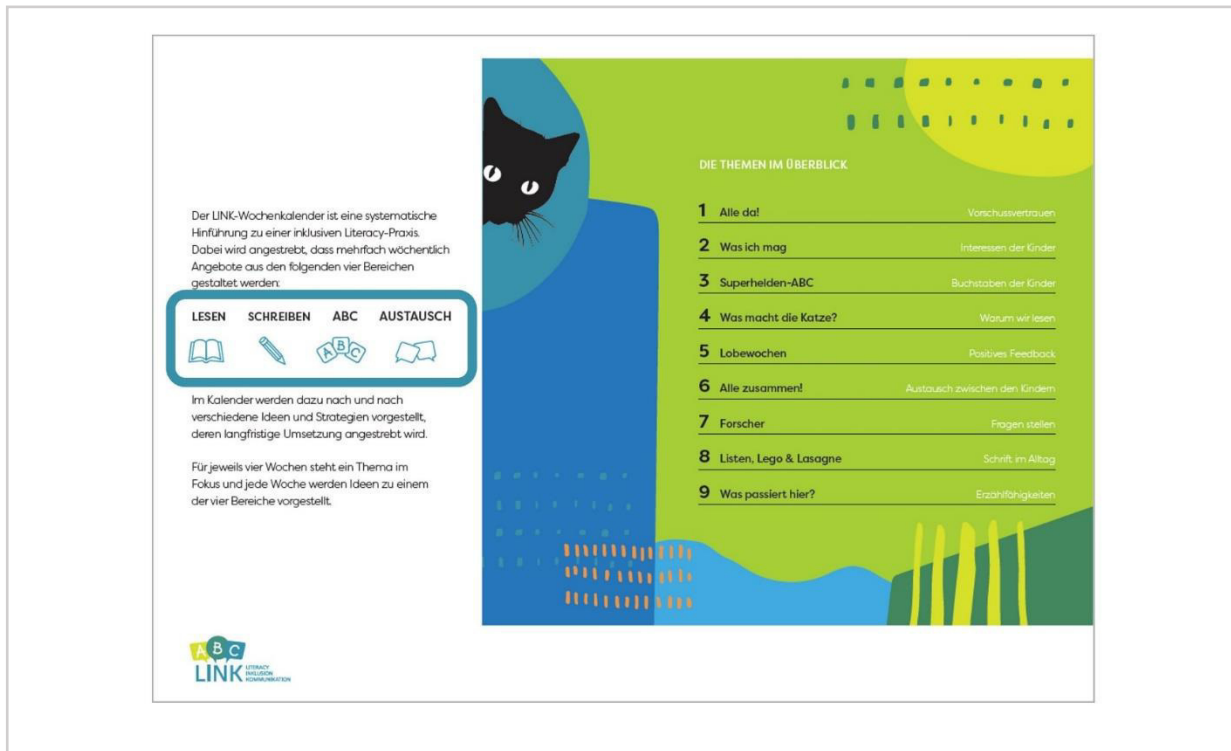 Der LINK-Wochenkalender ist eine systematische
Hinführung zu einer inklusiven Literacy-Praxis.
Dabei wird angestrebt, dass mehrfach wöchentlich
Angebote aus den folgenden vier Bereichen
gestaltet werden:
LESEN SCHREIBEN ABC AUSTAUSCH
A B C
Im Kalender werden dazu nach und nach
verschiedene Ideen und Strategien vorgestellt,
deren langfristige Umsetzung angestrebt wird.
Für jeweils vier Wochen steht ein Thema im
Fokus und jede Woche werden Ideen zu einem
der vier Bereiche vorgestellt.
DIE THEMEN IM ÜBERBLICK
1 Alle da! Vorschussvertrauen
2 Was ich mag Interessen der Kinder
3 Superhelden-ABC Buchstaben der Kinder
4 Was macht die Katze? Warum wir lesen
5 Lobewochen Positives Feedback
6 Alle zusammen! Austausch zwischen den Kindern
7 Forscher Fragen stellen
8 Listen, Lego & Lasagne Schrift im Alltag
9 Was passiert hier? Erzählfähigkeiten
A B C
LINK
LITERACY
INKLUSION
KOMMUNIKATION